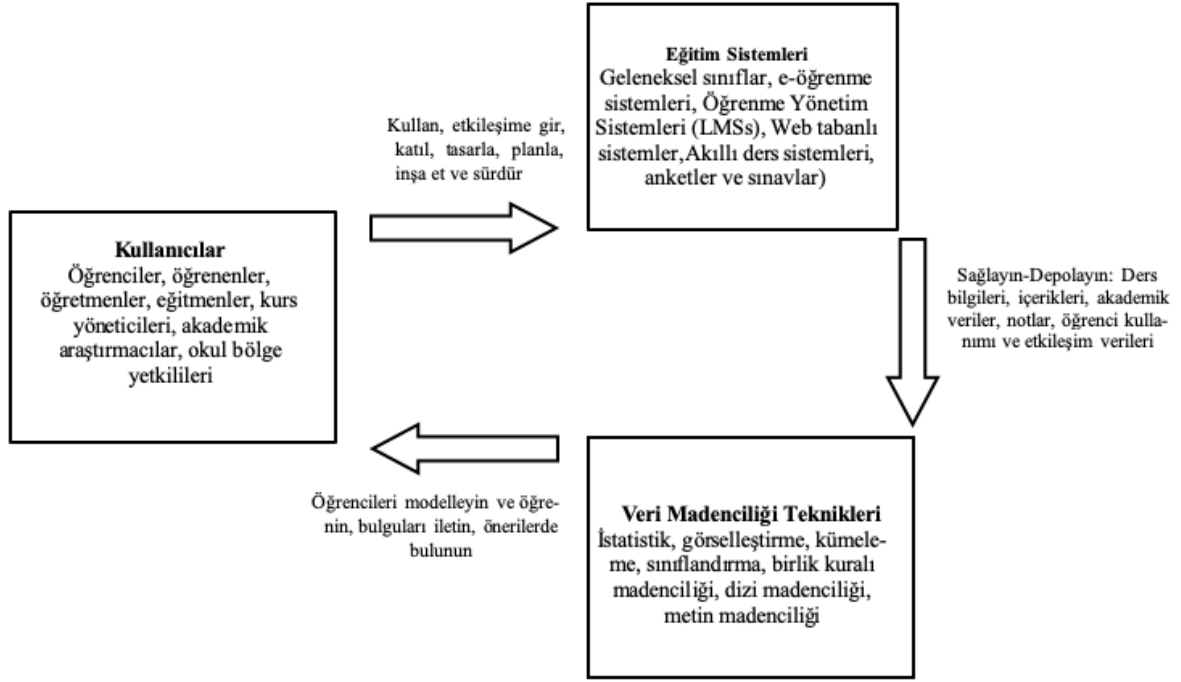 Eğitim Sistemleri
Geleneksel sınıflar, e-öğrenme
sistemleri, Öğrenme Yönetim
Sistemleri (LMSs), Web tabanlı
sistemler,Akıllı ders sistemleri,
anketler ve sınavlar)
Kullan, etkileşime gir,
katıl, tasarla, planla,
inşa et ve sürdür
Kullanıcılar
Öğrenciler, öğrenenler,
öğretmenler, eğitmenler, kurs
yöneticileri, akademik
araştırmacılar, okul bölge
yetkilileri
Sağlayın-Depolayın: Ders
bilgileri, içerikleri, akademik
veriler, notlar, öğrenci kulla-
nımı ve etkileşim verileri
Öğrencileri modelleyin ve öğre-
nin, bulguları iletin, önerilerde
bulunun
Veri Madenciliği Teknikleri
İstatistik, görselleştirme, kümele-
me, sınıflandırma, birlik kuralı
madenciliği, dizi madenciliği,
metin madenciliği